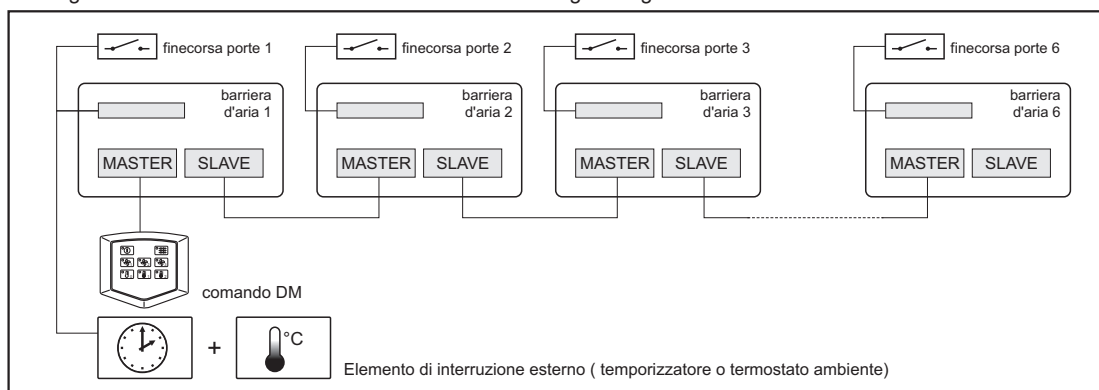 finecorsa porte 1
finecorsa porte 2
finecorsa porte 3
finecorsa porte 6
barriera
d'aria 1
barriera
d'aria 2
barriera
d'aria 3
barriera
d'aria 6
MASTER SLAVE
MASTER SLAVE
MASTER SLAVE
MASTER SLAVE
comando DM
+
°C
Elemento di interruzione esterno ( temporizzatore o termostato ambiente)